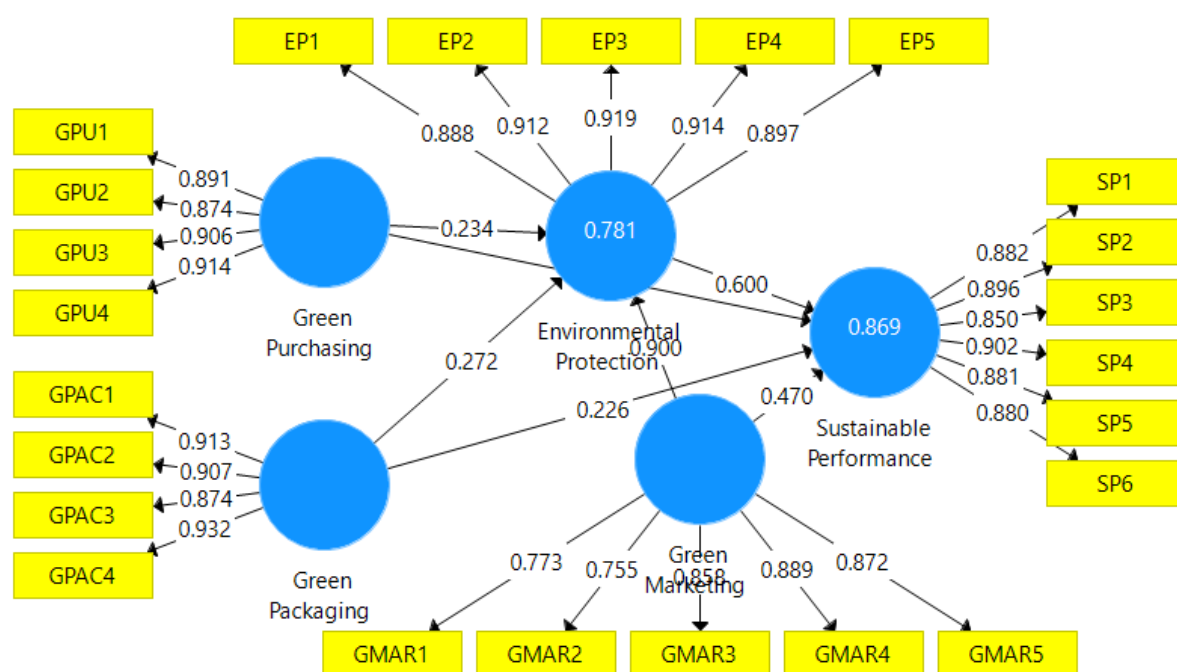 EP1
EP2
EP3
EP4
EP5
0.888
0.912
0.919
0.914
0.897
GPU1
GPU2
GPU3
GPU4
0.891
0.874
0.906
0.914
Green
Purchasing
0.234
0.781
Environmental
Protection
0.600
0.869
Sustainable
Performance
0.882
0.896
0.850
0.902
0.881
0.880
SP1
SP2
SP3
SP4
SP5
SP6
0.272
0.900
0.226
0.470
GPAC1
GPAC2
GPAC3
GPAC4
0.913
0.907
0.874
0.932
Green
Packaging
Green
Marketing
0.773
0.755
0.858
0.889
0.872
GMAR1
GMAR2
GMAR3
GMAR4
GMAR5